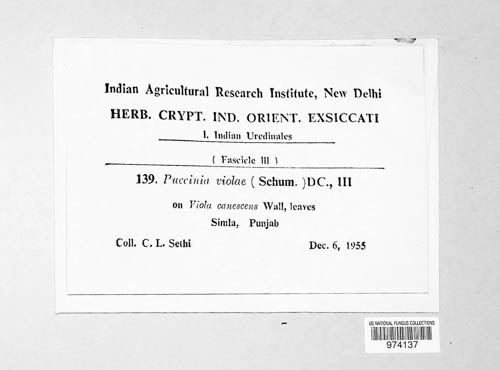 Indian Agricultural Research Institute, New Delhi
HERB. CRYPT. IND. ORIENT. EXSICCATI
I. Indian Uredinales
( Fascicle III )
139. Puccinia violae ( Schum. )DC., III
on Viola canescens Wall, leaves
Simla, Punjab
Coll. C. L. Sethi Dec. 6, 1955
US NATIONAL FUNGUS COLLECTIONS
974137